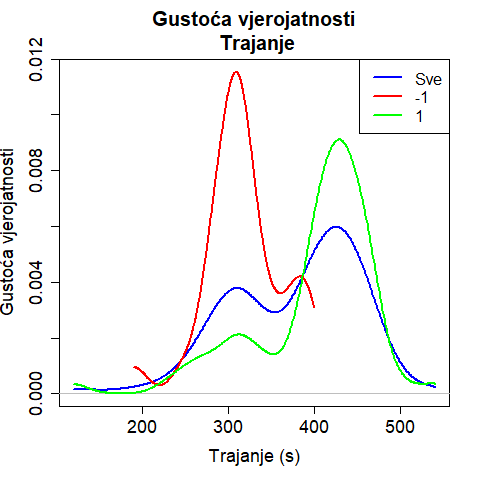 Gustoća vjerojatnosti
Trajanje
Sve
-1
1
Gustoća vjerojatnosti
0.012
0.008
0.004
0.000
200 300 400 500
Trajanje (s)